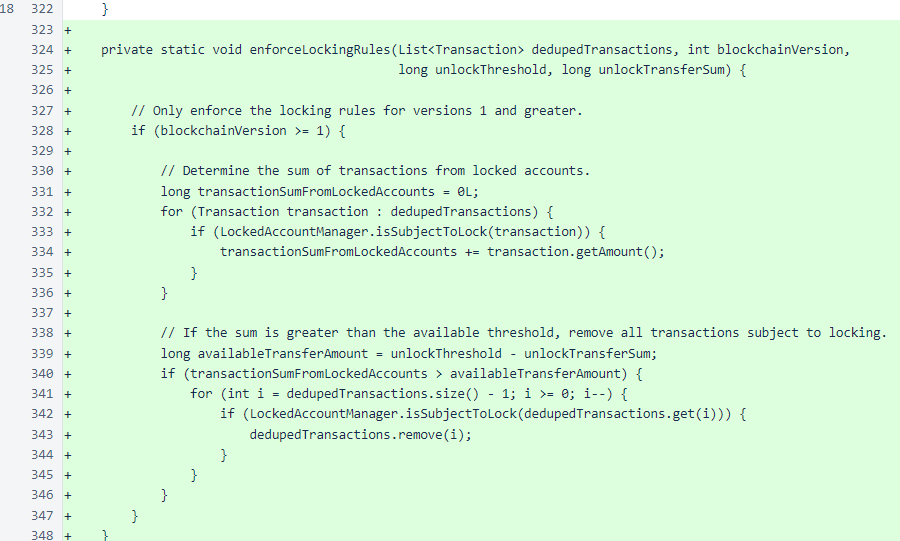 18 322 }
323 +
324 + private static void enforceLockingRules(List<Transaction> dedupedTransactions, int blockchainVersion,
325 + long unlockThreshold, long unlockTransferSum) {
326 +
327 + // Only enforce the locking rules for versions 1 and greater.
328 + if (blockchainVersion >= 1) {
329 +
330 + // Determine the sum of transactions from locked accounts.
331 + long transactionSumFromLockedAccounts = 0L;
332 + for (Transaction transaction : dedupedTransactions) {
333 + if (LockedAccountManager.isSubjectToLock(transaction)) {
334 + transactionSumFromLockedAccounts += transaction.getAmount();
335 + }
336 + }
337 +
338 + // If the sum is greater than the available threshold, remove all transactions subject to locking.
339 + long availableTransferAmount = unlockThreshold - unlockTransferSum;
340 + if (transactionSumFromLockedAccounts > availableTransferAmount) {
341 + for (int i = dedupedTransactions.size() - 1; i >= 0; i--) {
342 + if (LockedAccountManager.isSubjectToLock(dedupedTransactions.get(i))) {
343 + dedupedTransactions.remove(i);
344 + }
345 + }
346 + }
347 + }
348 + }